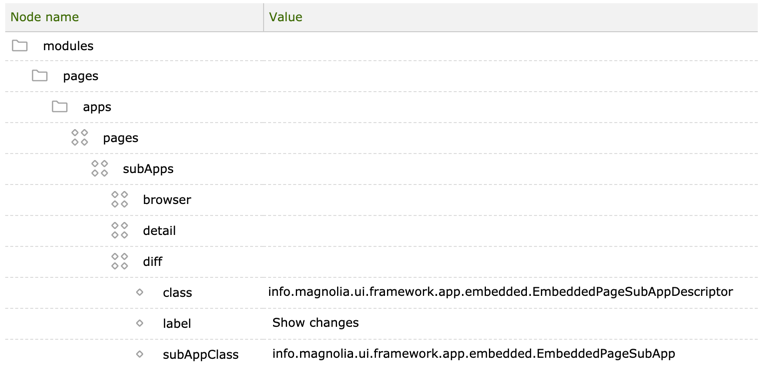 Node name Value
modules
pages
apps
pages
subApps
browser
detail
diff
class info.magnolia.ui.framework.app.embedded.EmbeddedPageSubAppDescriptor
label Show changes
subAppClass info.magnolia.ui.framework.app.embedded.EmbeddedPageSubApp